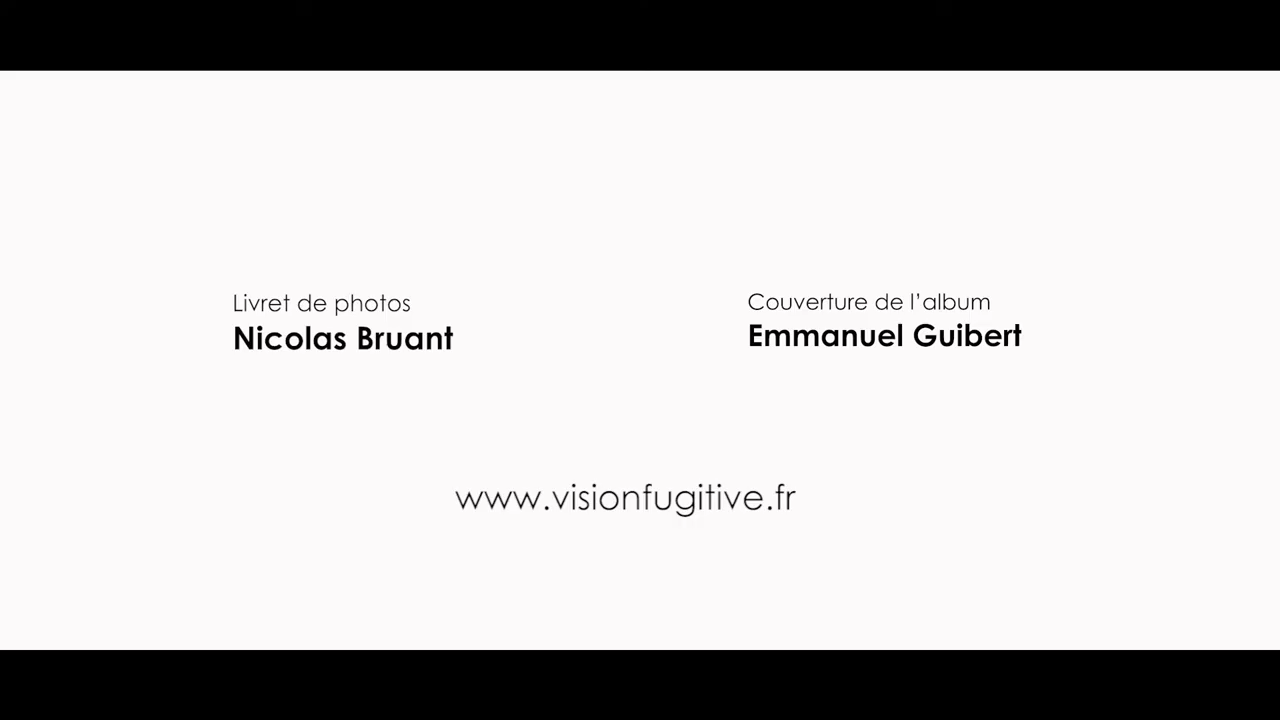 Livret de photos
Nicolas Bruant
Couverture de l’album
Emmanuel Guibert
www.visionfugitive.fr